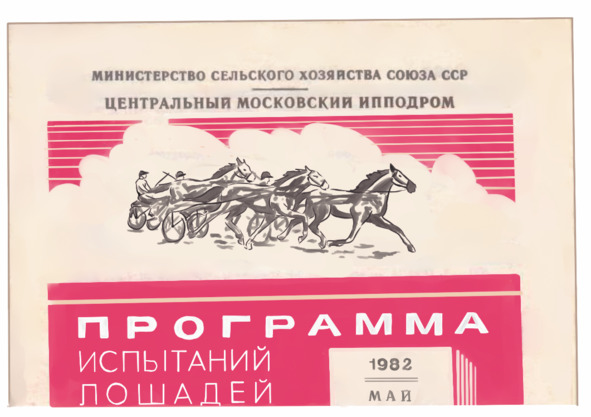 МИНИСТЕРСТВО СЕЛЬСКОГО ХОЗЯЙСТВА СОЮЗА ССР
ЦЕНТРАЛЬНЫЙ МОСКОВСКИЙ ИППОДРОМ
ПРОГРАММА
ИСПЫТАНИЙ
ЛОШАДЕЙ
1982
МАЙ